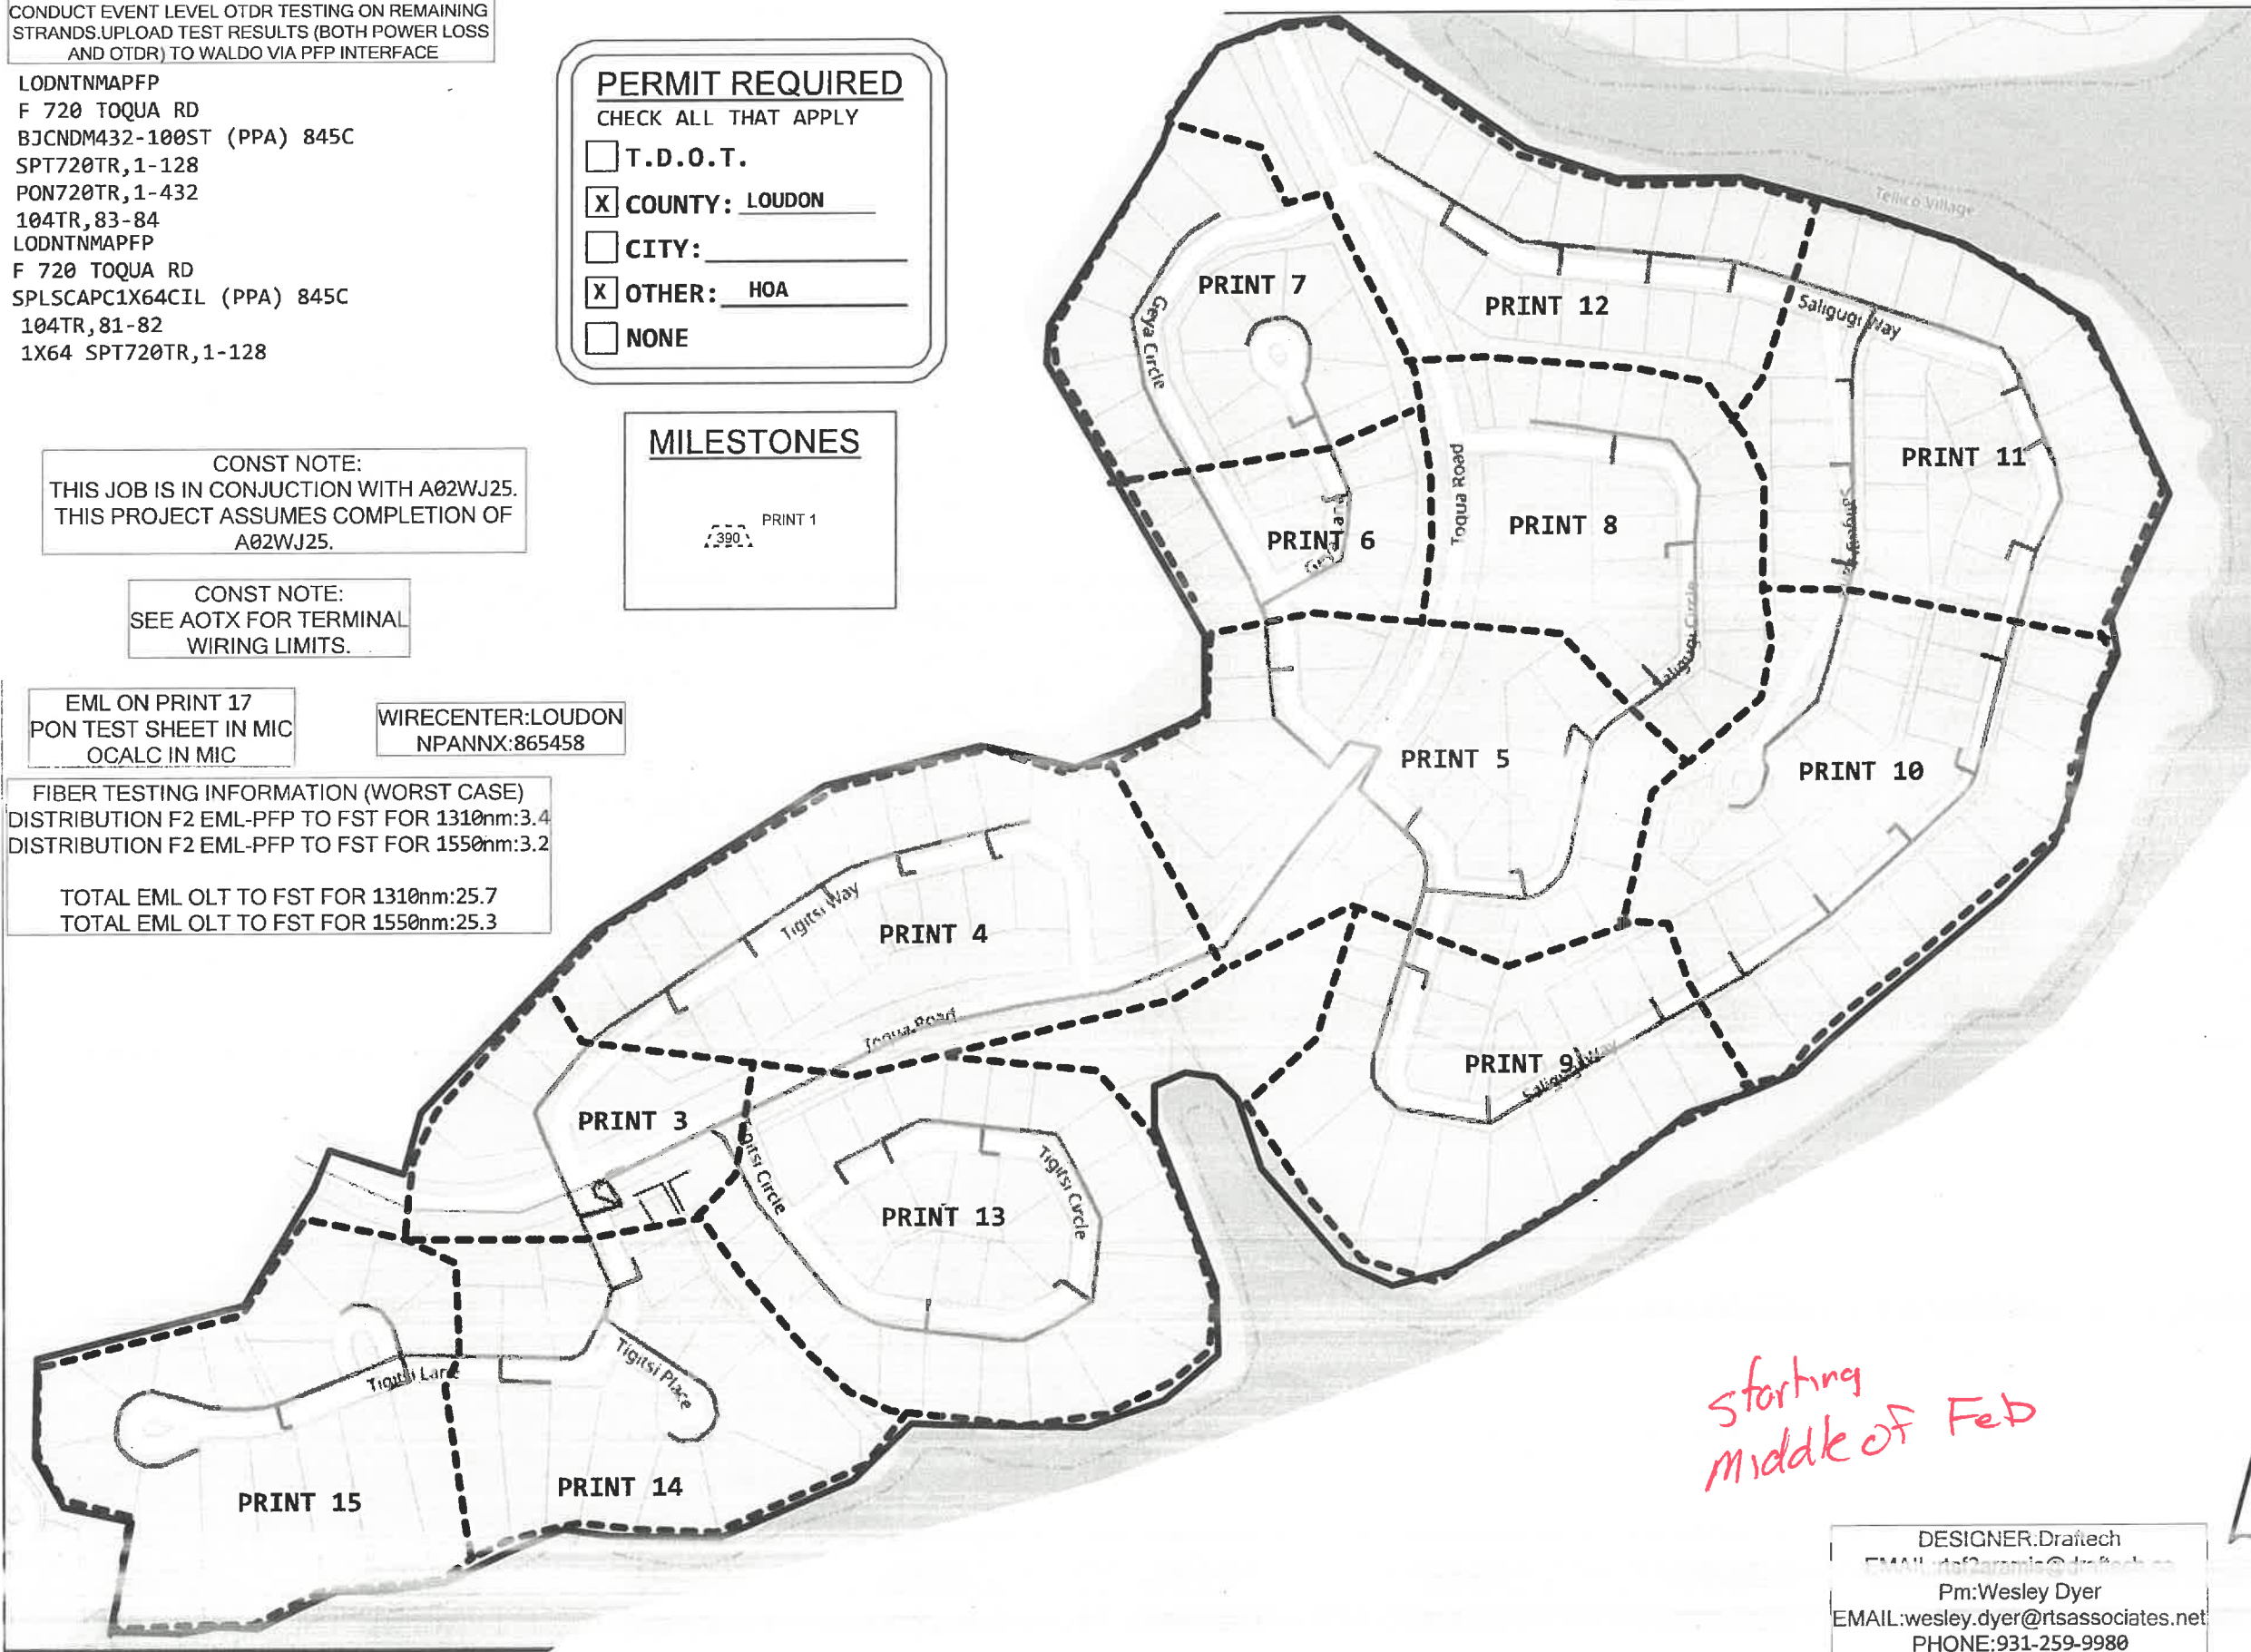 CONDUCT EVENT LEVEL OTDR TESTING ON REMAINING
STRANDS.UPLOAD TEST RESULTS (BOTH POWER LOSS
AND OTDR) TO WALDO VIA PFP INTERFACE
LODNTNMAPFP
F 720 TOQUA RD
BJCNDM432-100ST (PPA) 845C
SPT720TR,1-128
PON720TR,1-432
104TR,83-84
LODNTNMAPFP
F 720 TOQUA RD
SPLSCAPC1X64CIL (PPA) 845C
104TR,81-82
1X64 SPT720TR,1-128
PERMIT REQUIRED
CHECK ALL THAT APPLY
T.D.O.T.
X COUNTY: LOUDON
CITY:
X OTHER: HOA
NONE
CONST NOTE:
THIS JOB IS IN CONJUCTION WITH A02WJ25.
THIS PROJECT ASSUMES COMPLETION OF
A02WJ25.
MILESTONES
390 PRINT 1
CONST NOTE:
SEE AOTX FOR TERMINAL
WIRING LIMITS.
EML ON PRINT 17
PON TEST SHEET IN MIC
OCALC IN MIC
WIRECENTER:LOUDON
NPANNX:865458
FIBER TESTING INFORMATION (WORST CASE)
DISTRIBUTION F2 EML-PFP TO FST FOR 1310nm:3.4
DISTRIBUTION F2 EML-PFP TO FST FOR 1550nm:3.2
TOTAL EML OLT TO FST FOR 1310nm:25.7
TOTAL EML OLT TO FST FOR 1550nm:25.3
Tellico Village
PRINT 7
PRINT 12
Saligugi Way
Geya Circle
PRINT 11
Toqua Road
PRINT 8
PRINT 6
Saligugi Circle
PRINT 5
PRINT 10
Tigitsi Way
PRINT 4
Toqua Road
PRINT 9
Saligugi Way
PRINT 3
Tigitsi Circle
Tigitsi Circle
PRINT 13
Tigitsi Lane
Tigitsi Place
PRINT 15
PRINT 14
starting
Middle of Feb
DESIGNER:Draftech
Pm:Wesley Dyer
EMAIL:wesley.dyer@rtsassociates.net
PHONE:931-259-9980